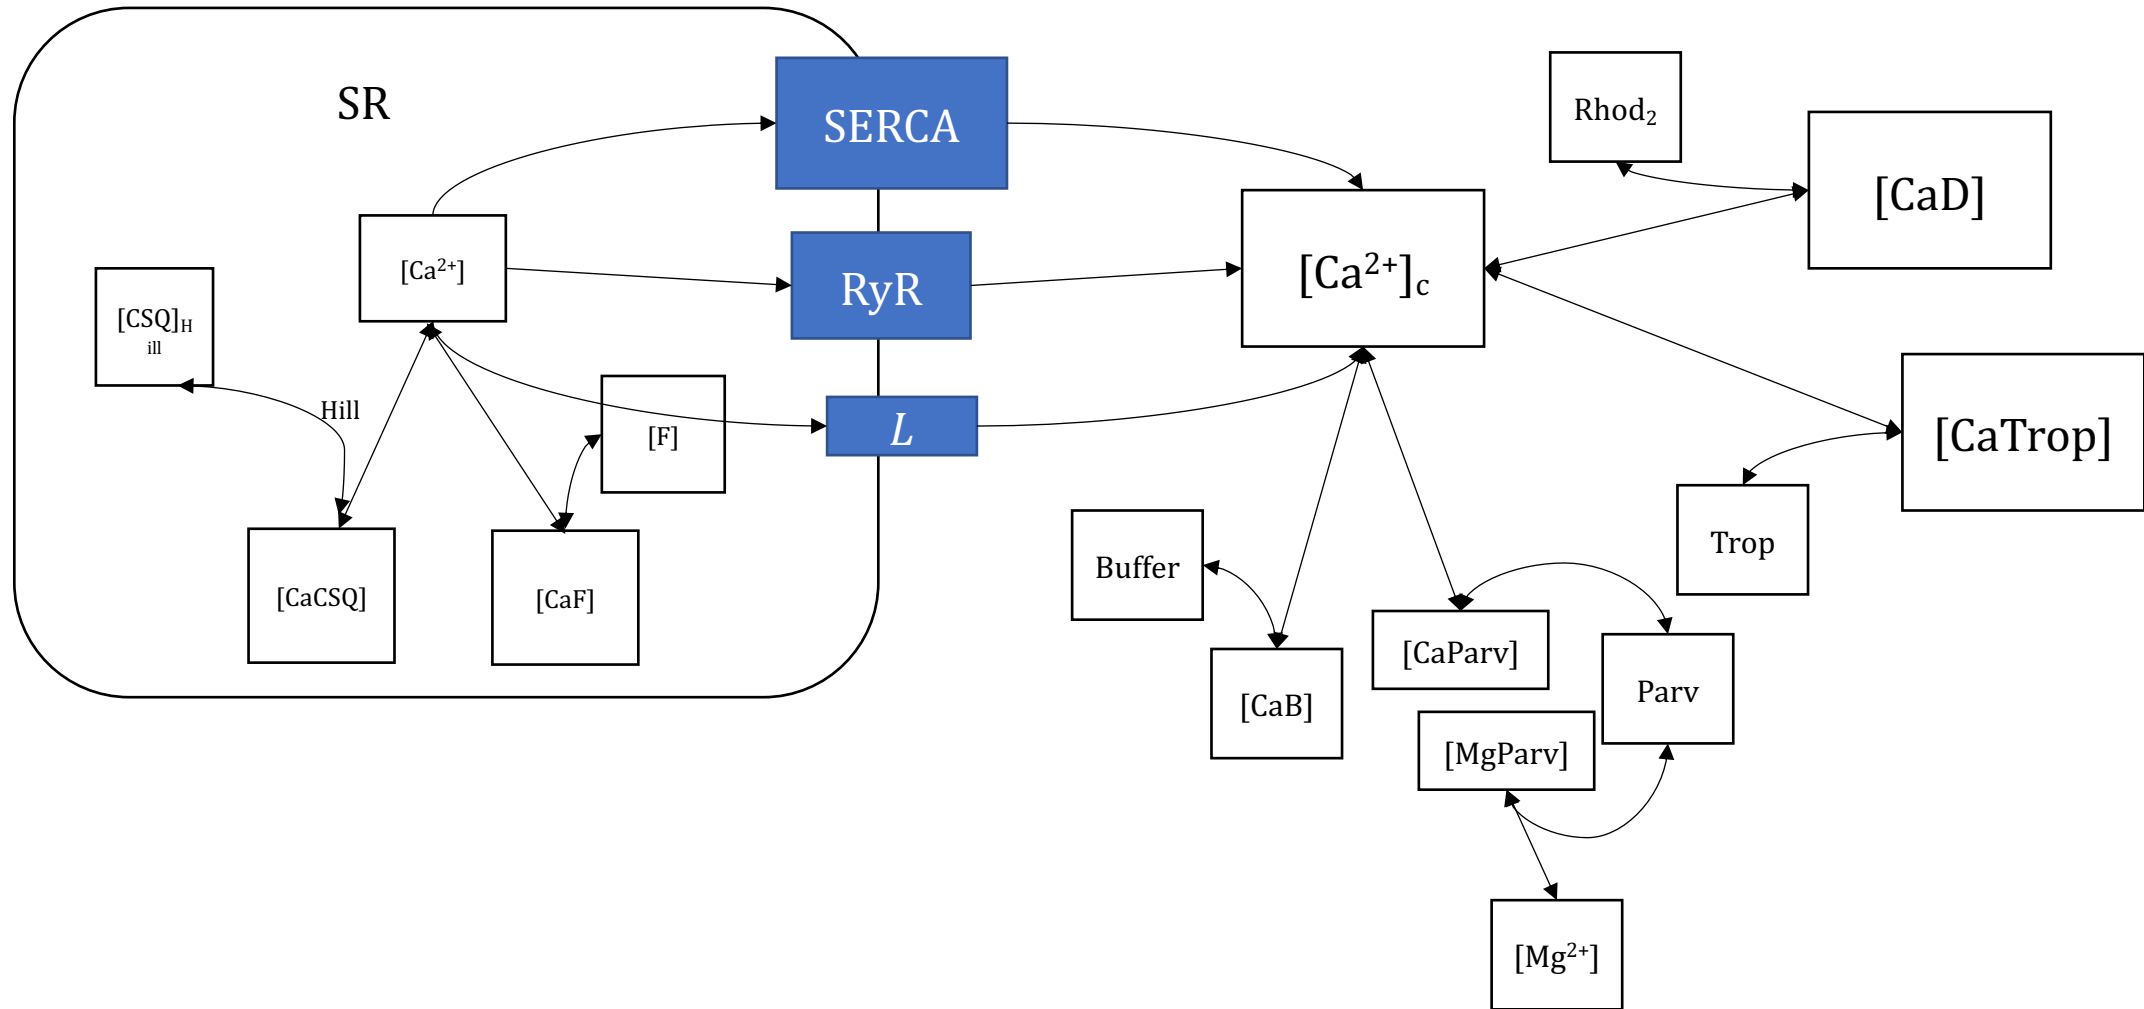 SR
SERCA
Rhod₂
[CaD]
[Ca²⁺]
RyR
[Ca²⁺]c
[CSQ]H
ill
Hill
[F]
L
[CaTrop]
Buffer
Trop
[CaCSQ]
[CaF]
[CaParv]
Parv
[CaB]
[MgParv]
[Mg²⁺]